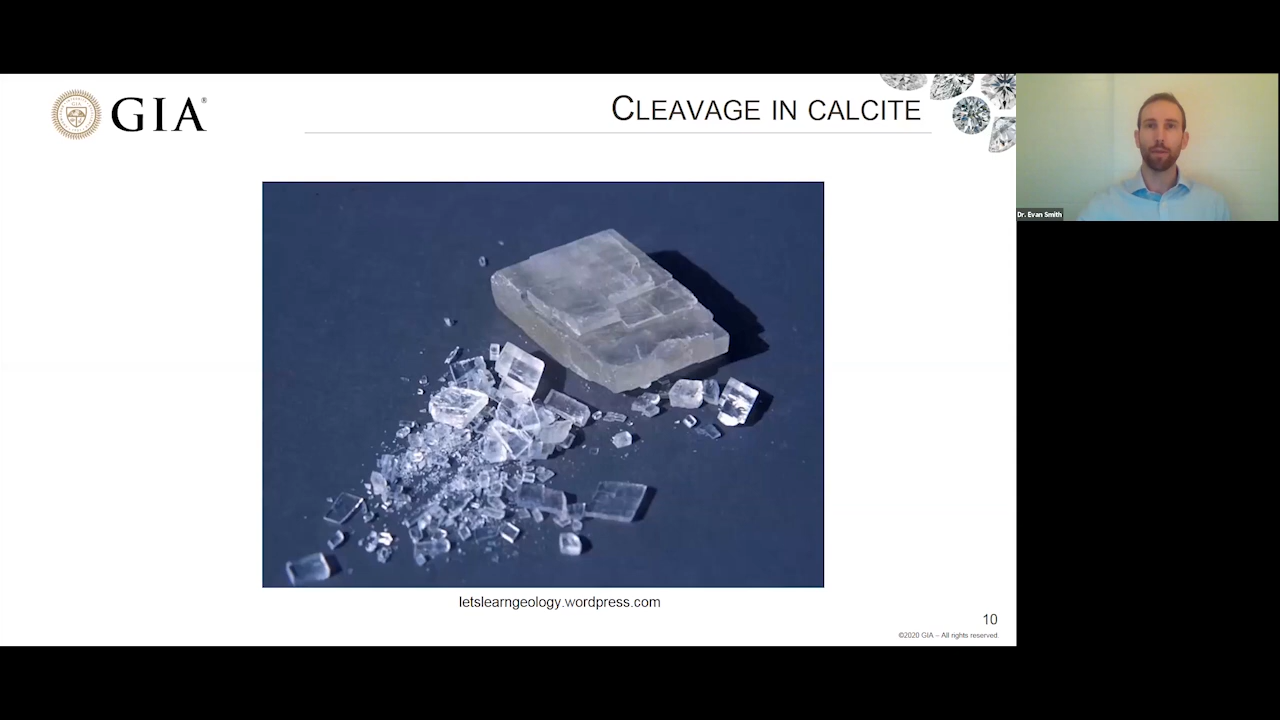 GIA®
CLEAVAGE IN CALCITE
Dr. Evan Smith
letslearngeology.wordpress.com
10
©2020 GIA – All rights reserved.